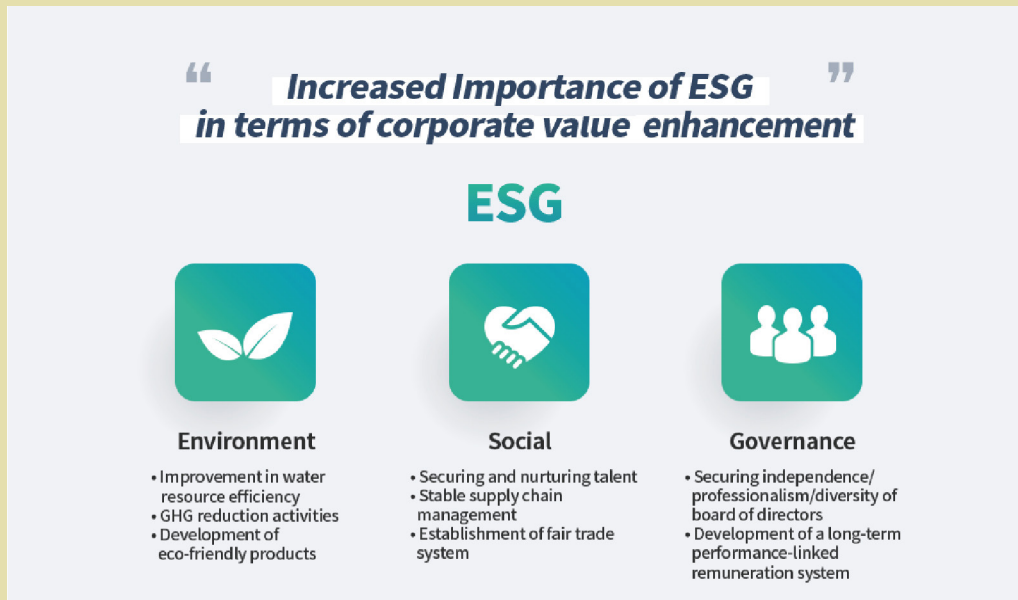 “ Increased Importance of ESG ”
in terms of corporate value enhancement
ESG
Environment
• Improvement in water
resource efficiency
• GHG reduction activities
• Development of
eco-friendly products
Social
• Securing and nurturing talent
• Stable supply chain
management
• Establishment of fair trade
system
Governance
• Securing independence/
professionalism/diversity of
board of directors
• Development of a long-term
performance-linked
remuneration system